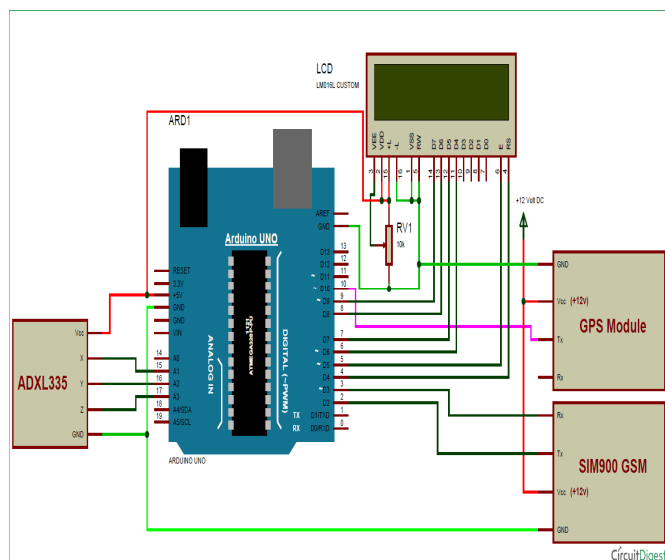 LCD
LM016L CUSTOM
VEE
VDD
+L
-L
VSS
RW
D7
D6
D5
D4
D3
D2
D1
D0
E
RS
3
2
15
16
1
5
14
13
12
11
10
9
8
7
6
4
ARD1
+12 Volt DC
RV1
10k
Arduino UNO
AREF
GND
D13
D12
D11
D10
D9
D8
D7
D6
D5
D4
D3
D2
D1/TXD
D0/RXD
13
12
11
10
9
8
7
6
5
4
3
2
1
0
~
TX
RX
RESET
3.3V
+5V
GND
GND
VIN
A0
A1
A2
A3
A4/SDA
A5/SCL
14
15
16
17
18
19
ANALOG IN
DIGITAL (~PWM)
ARDUINO UNO
ADXL335
Vcc
X
Y
Z
GND
GPS Module
GND
Vcc (+12v)
Tx
Rx
SIM900 GSM
Rx
Tx
Vcc (+12v)
GND
CircuitDigest